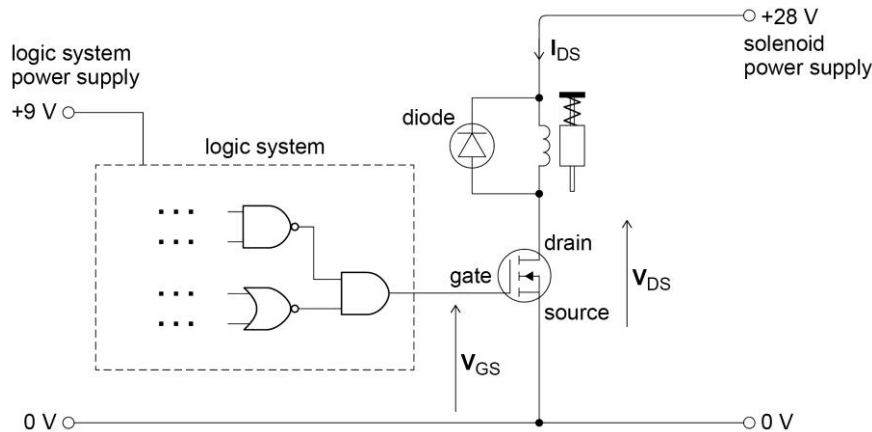 +28 V
solenoid
power supply
I_DS
logic system
power supply
+9 V
diode
logic system
...
...
...
...
drain
gate
source
V_DS
V_GS
0 V
0 V